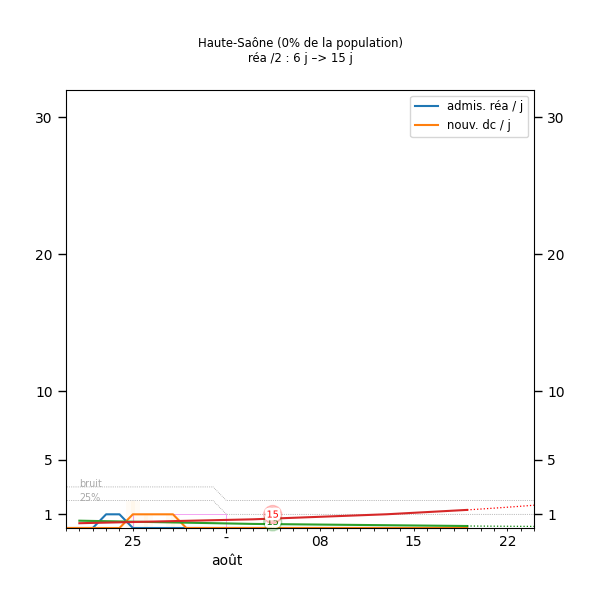 Haute-Saône (0% de la population)
réa /2 : 6 j –> 15 j
admis. réa / j
nouv. dc / j
30 30
20 20
10 10
5 5
bruit
25%
1 15 1
15
25 - 08 15 22
août